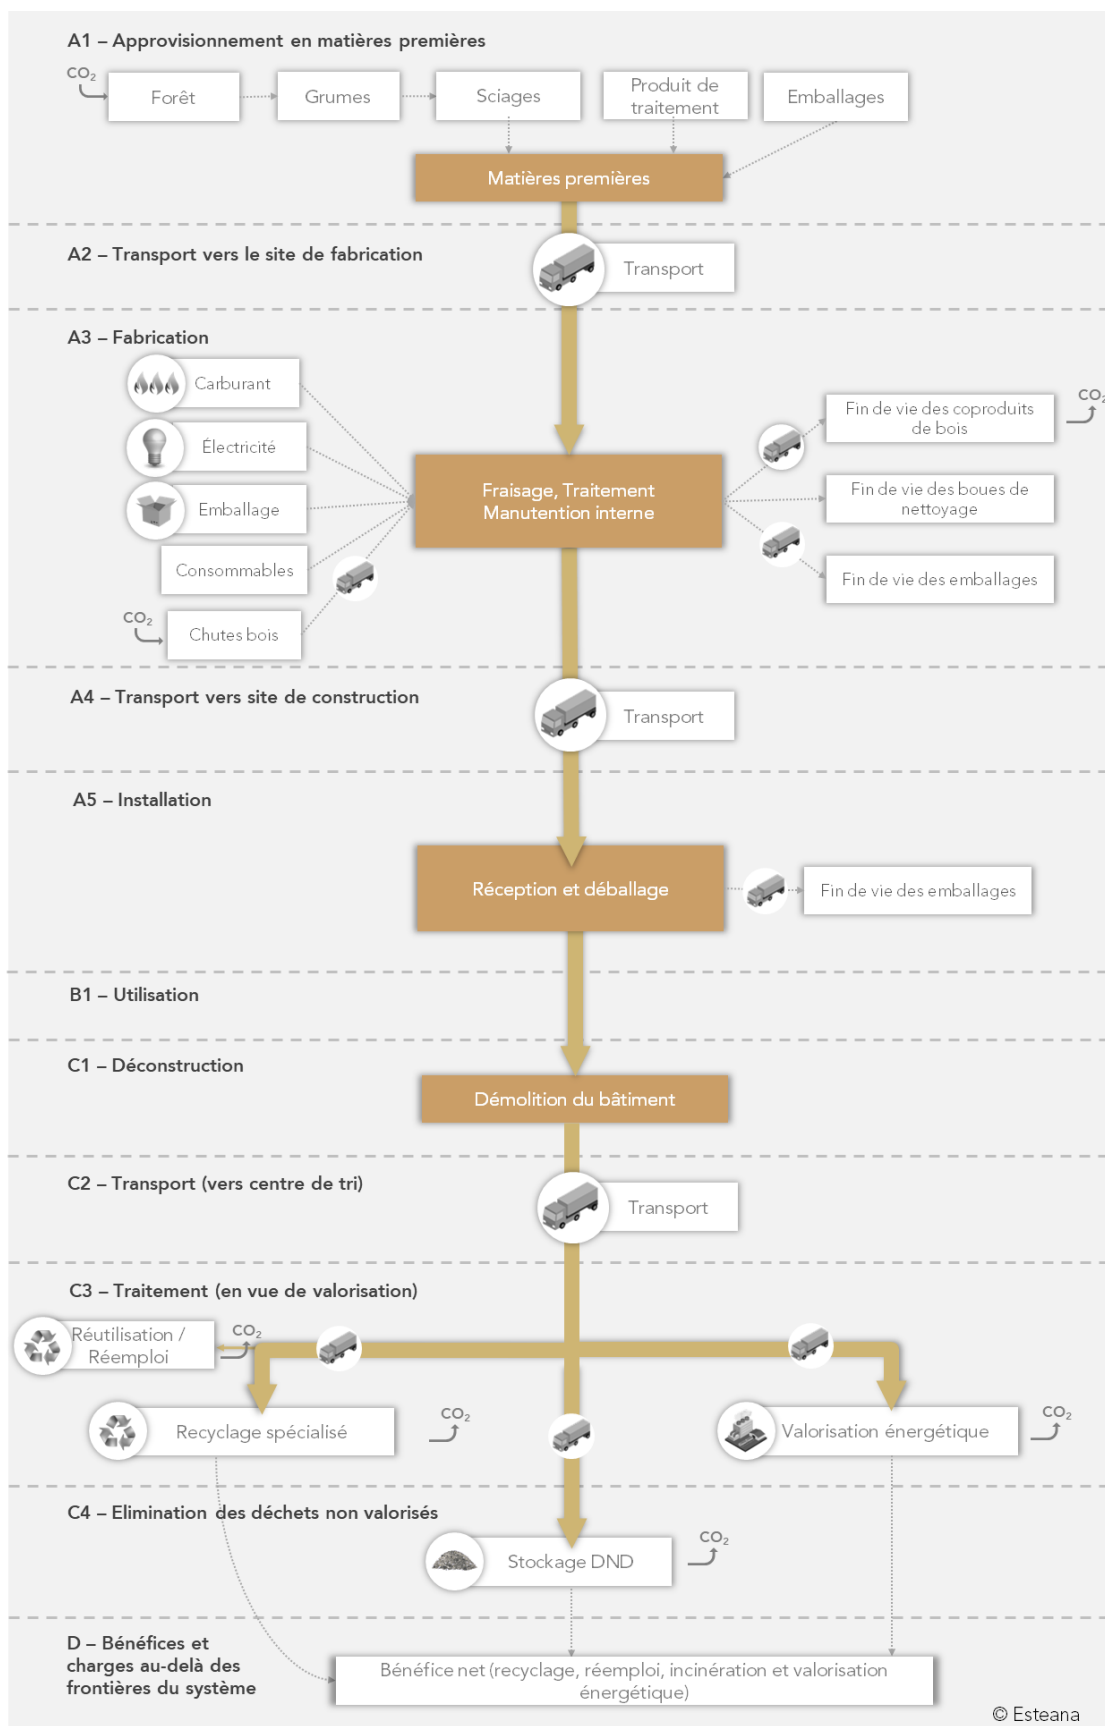 A1 – Approvisionnement en matières premières
CO₂
Forêt
Grumes
Sciages
Produit de
traitement
Emballages
Matières premières
A2 – Transport vers le site de fabrication
Transport
A3 – Fabrication
Carburant
Électricité
Emballage
Consommables
CO₂
Chutes bois
Fraisage, Traitement
Manutention interne
Fin de vie des coproduits
de bois
CO₂
Fin de vie des boues de
nettoyage
Fin de vie des emballages
A4 – Transport vers site de construction
Transport
A5 – Installation
Réception et déballage
Fin de vie des emballages
B1 – Utilisation
C1 – Déconstruction
Démolition du bâtiment
C2 – Transport (vers centre de tri)
Transport
C3 – Traitement (en vue de valorisation)
Réutilisation /
Réemploi
CO₂
Recyclage spécialisé
CO₂
Valorisation énergétique
CO₂
C4 – Elimination des déchets non valorisés
Stockage DND
CO₂
D – Bénéfices et
charges au-delà des
frontières du système
Bénéfice net (recyclage, réemploi, incinération et valorisation
énergétique)
© Esteana